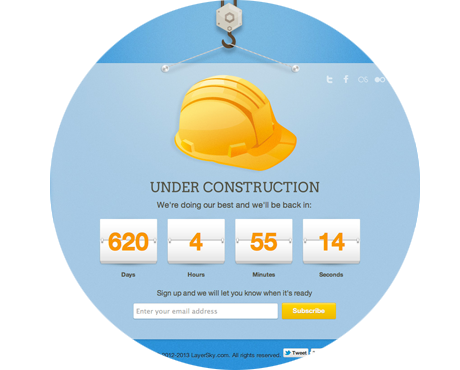 UNDER CONSTRUCTION
We're doing our best and we'll be back in:
620 4 55 14
Days Hours Minutes Seconds
Sign up and we will let you know when it's ready
Enter your email address Subscribe
2012-2013 LayerSky.com. All rights reserved. Tweet